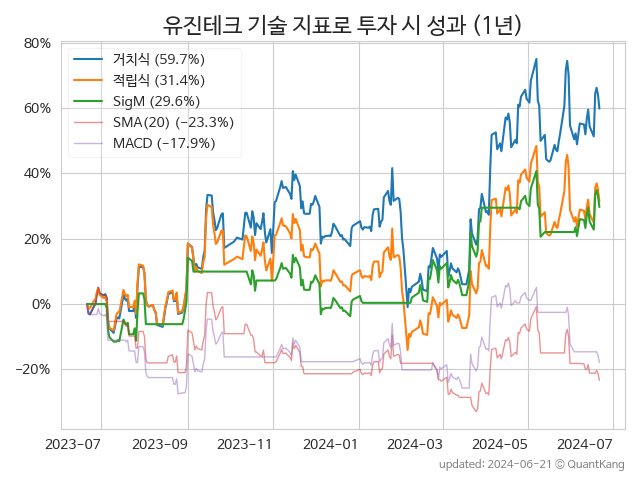 유진테크 기술 지표로 투자 시 성과 (1년)
80%
60%
40%
20%
0%
−20%
거치식 (59.7%)
적립식 (31.4%)
SigM (29.6%)
SMA(20) (−23.3%)
MACD (−17.9%)
2023-07 2023-09 2023-11 2024-01 2024-03 2024-05 2024-07
updated: 2024-06-21 © QuantKang